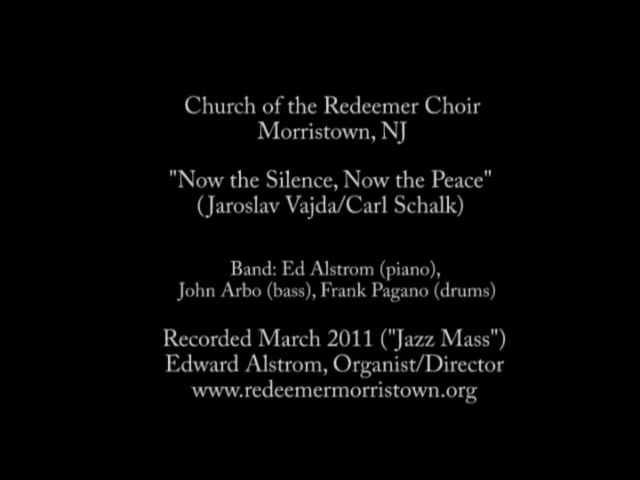 Church of the Redeemer Choir
Morristown, NJ
"Now the Silence, Now the Peace"
(Jaroslav Vajda/Carl Schalk)
Band: Ed Alstrom (piano),
John Arbo (bass), Frank Pagano (drums)
Recorded March 2011 ("Jazz Mass")
Edward Alstrom, Organist/Director
www.redeemermorristown.org